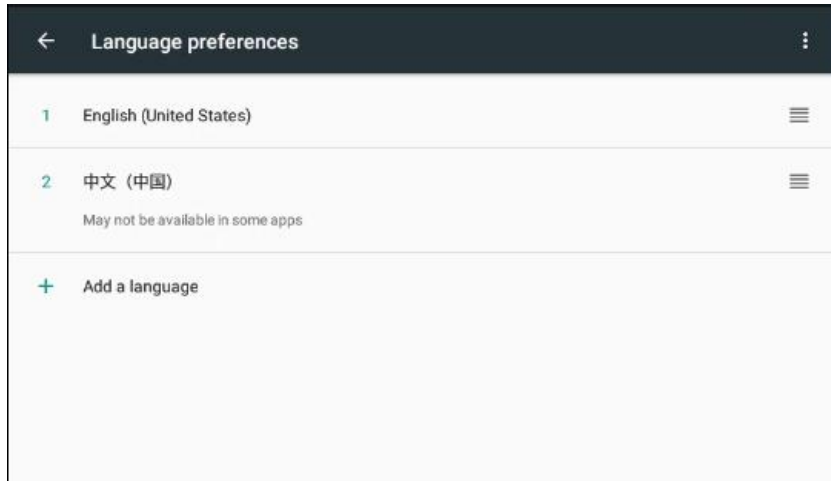 Language preferences
1 English (United States)
2 中文 (中国)
May not be available in some apps
+ Add a language